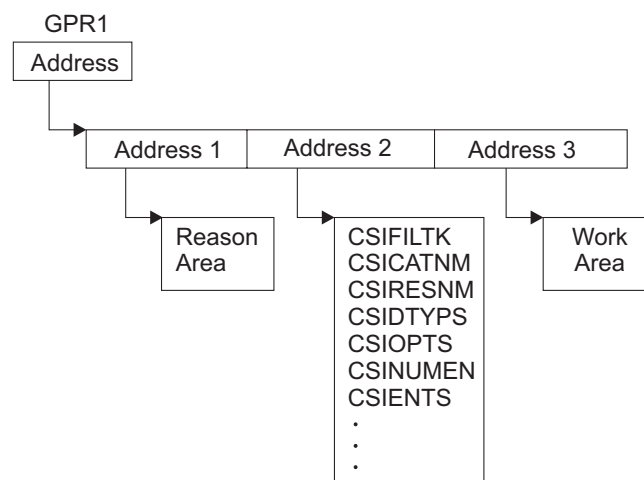 GPR1
Address
Address 1
Address 2
Address 3
Reason
Area
CSIFILTK
CSICATNM
CSIRESNM
CSIDTYPS
CSIOPTS
CSINUMEN
CSIENTS
.
.
.
Work
Area